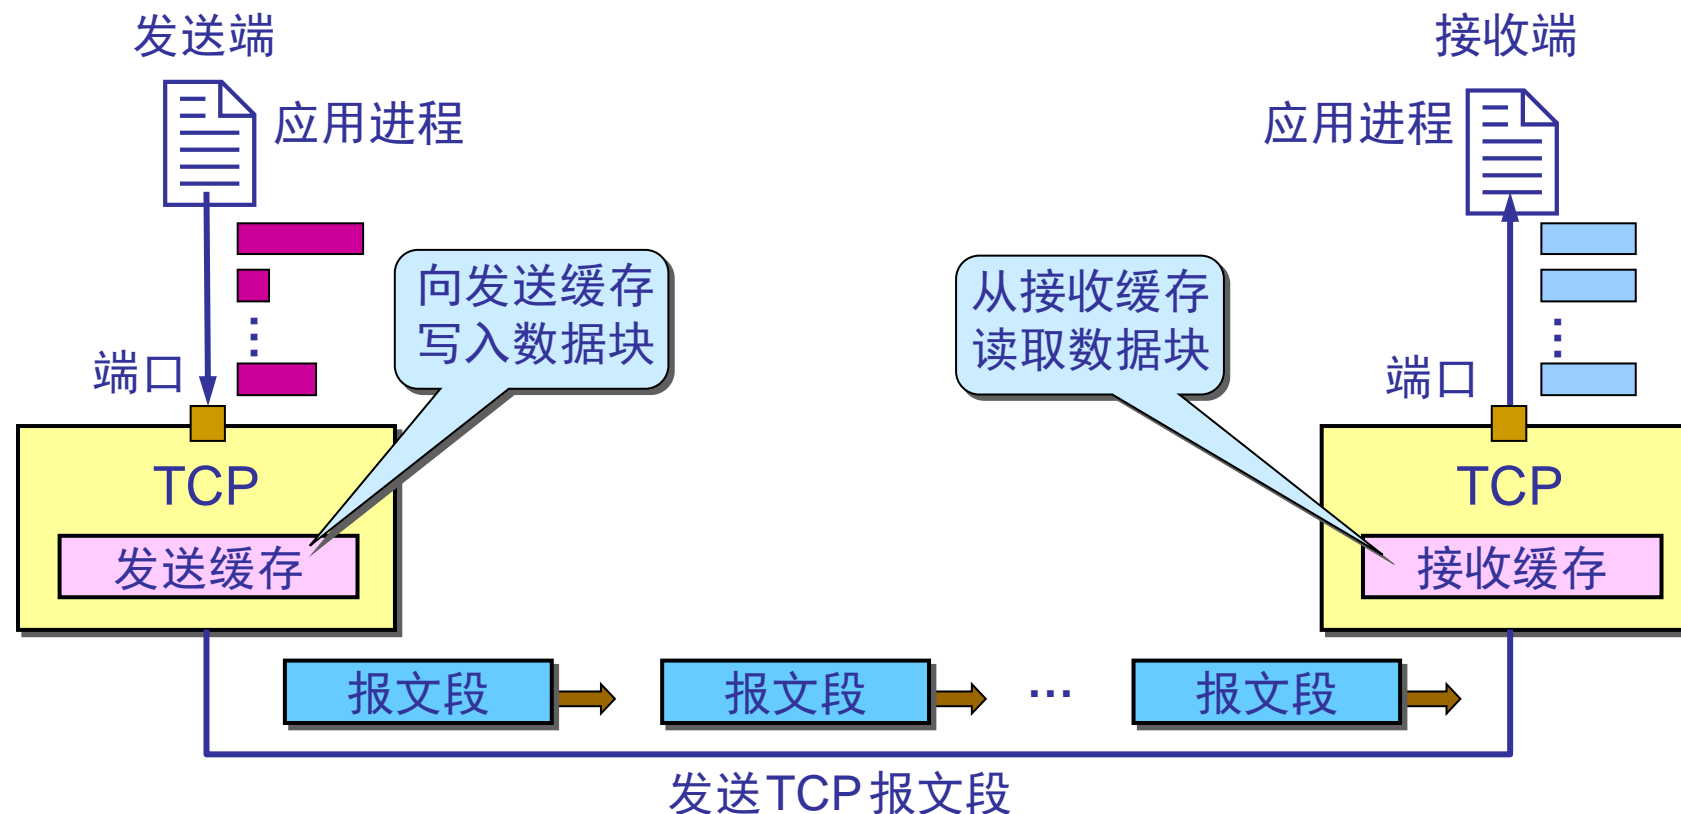 发送端
接收端
应用进程
应用进程
向发送缓存
写入数据块
从接收缓存
读取数据块
端口
端口
TCP
TCP
发送缓存
接收缓存
报文段
报文段
…
报文段
发送TCP报文段